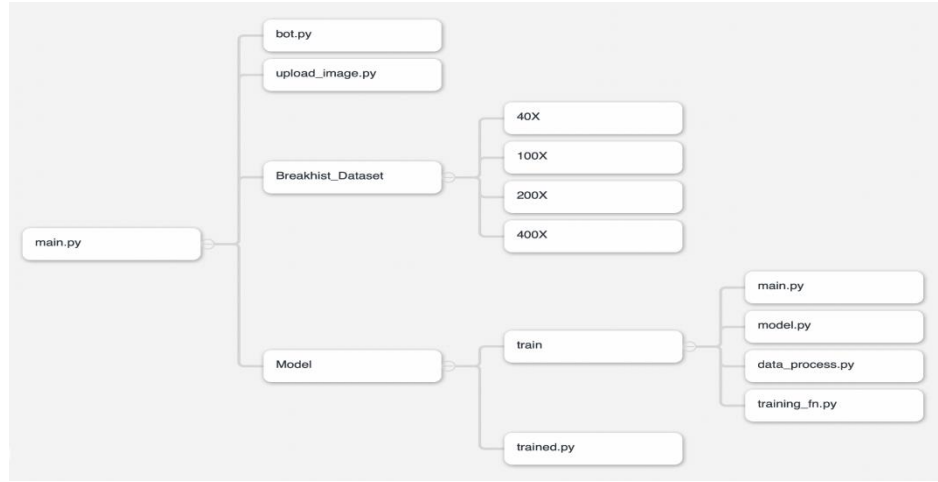 bot.py
upload_image.py
40X
100X
Breakhist_Dataset
200X
400X
main.py
main.py
model.py
train
Model
data_process.py
training_fn.py
trained.py